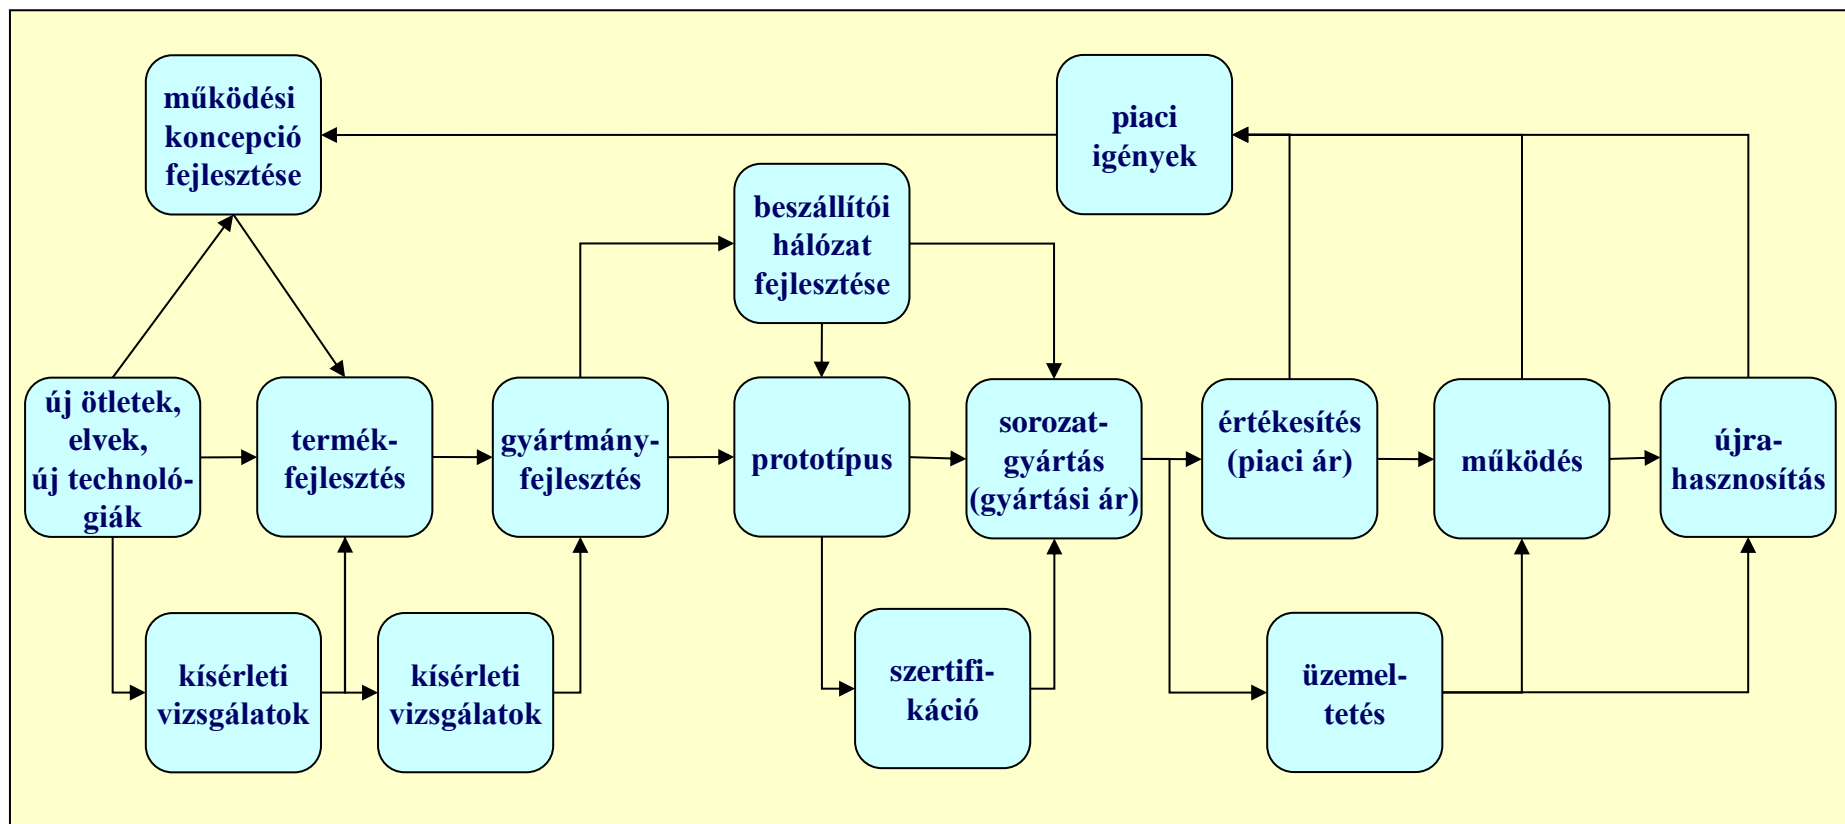 működési
koncepció
fejlesztése
piaci
igények
beszállítói
hálózat
fejlesztése
új ötletek,
elvek,
új technoló-
giák
termék-
fejlesztés
gyártmány-
fejlesztés
prototípus
sorozat-
gyártás
(gyártási ár)
értékesítés
(piaci ár)
működés
újra-
hasznosítás
kísérleti
vizsgálatok
kísérleti
vizsgálatok
szertifi-
káció
üzemel-
tetés